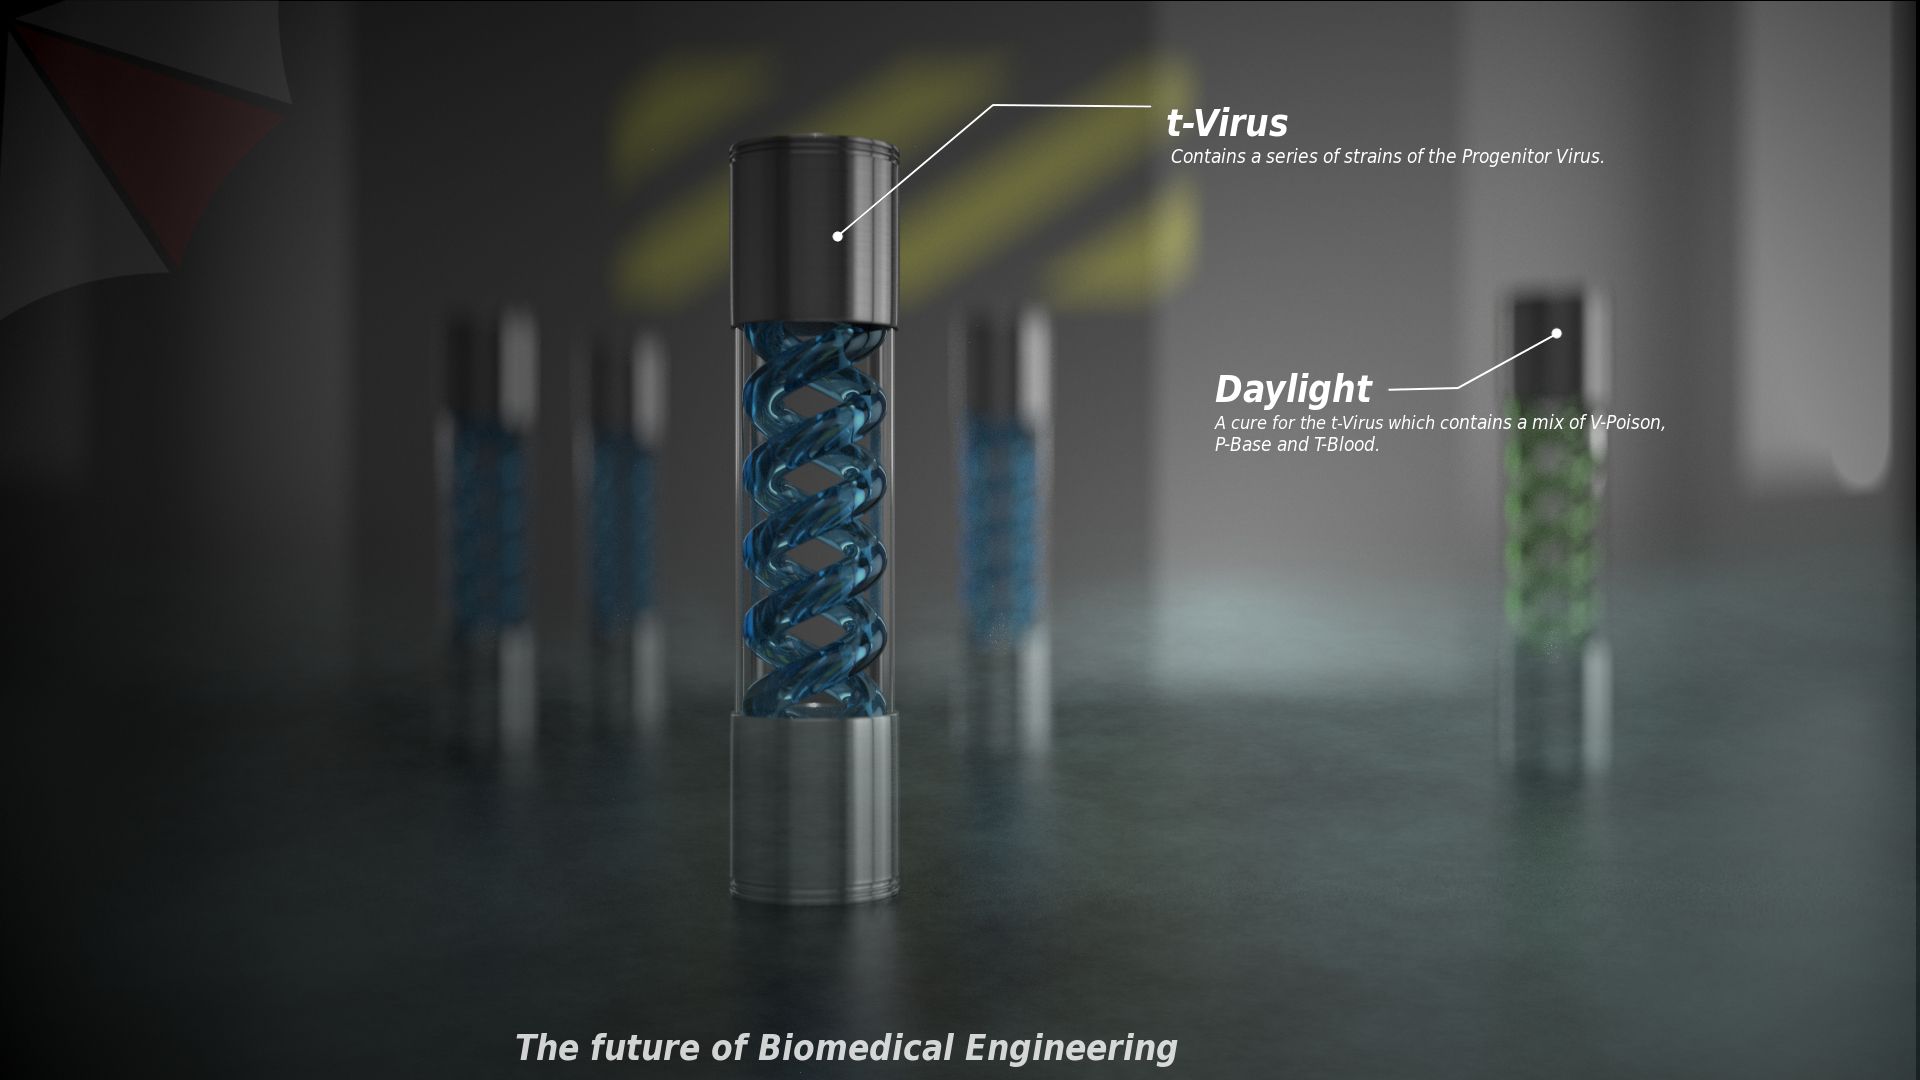 t-Virus
Contains a series of strains of the Progenitor Virus.
Daylight
A cure for the t-Virus which contains a mix of V-Poison,
P-Base and T-Blood.
The future of Biomedical Engineering